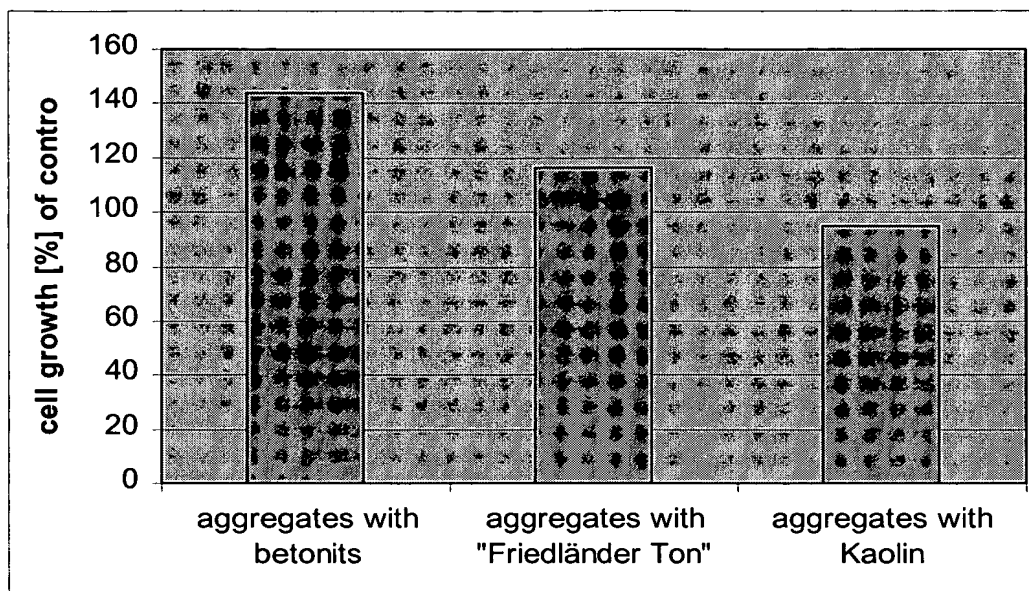 cell growth [%] of contro
160
140
120
100
80
60
40
20
0
aggregates with
betonits
aggregates with
"Friedländer Ton"
aggregates with
Kaolin